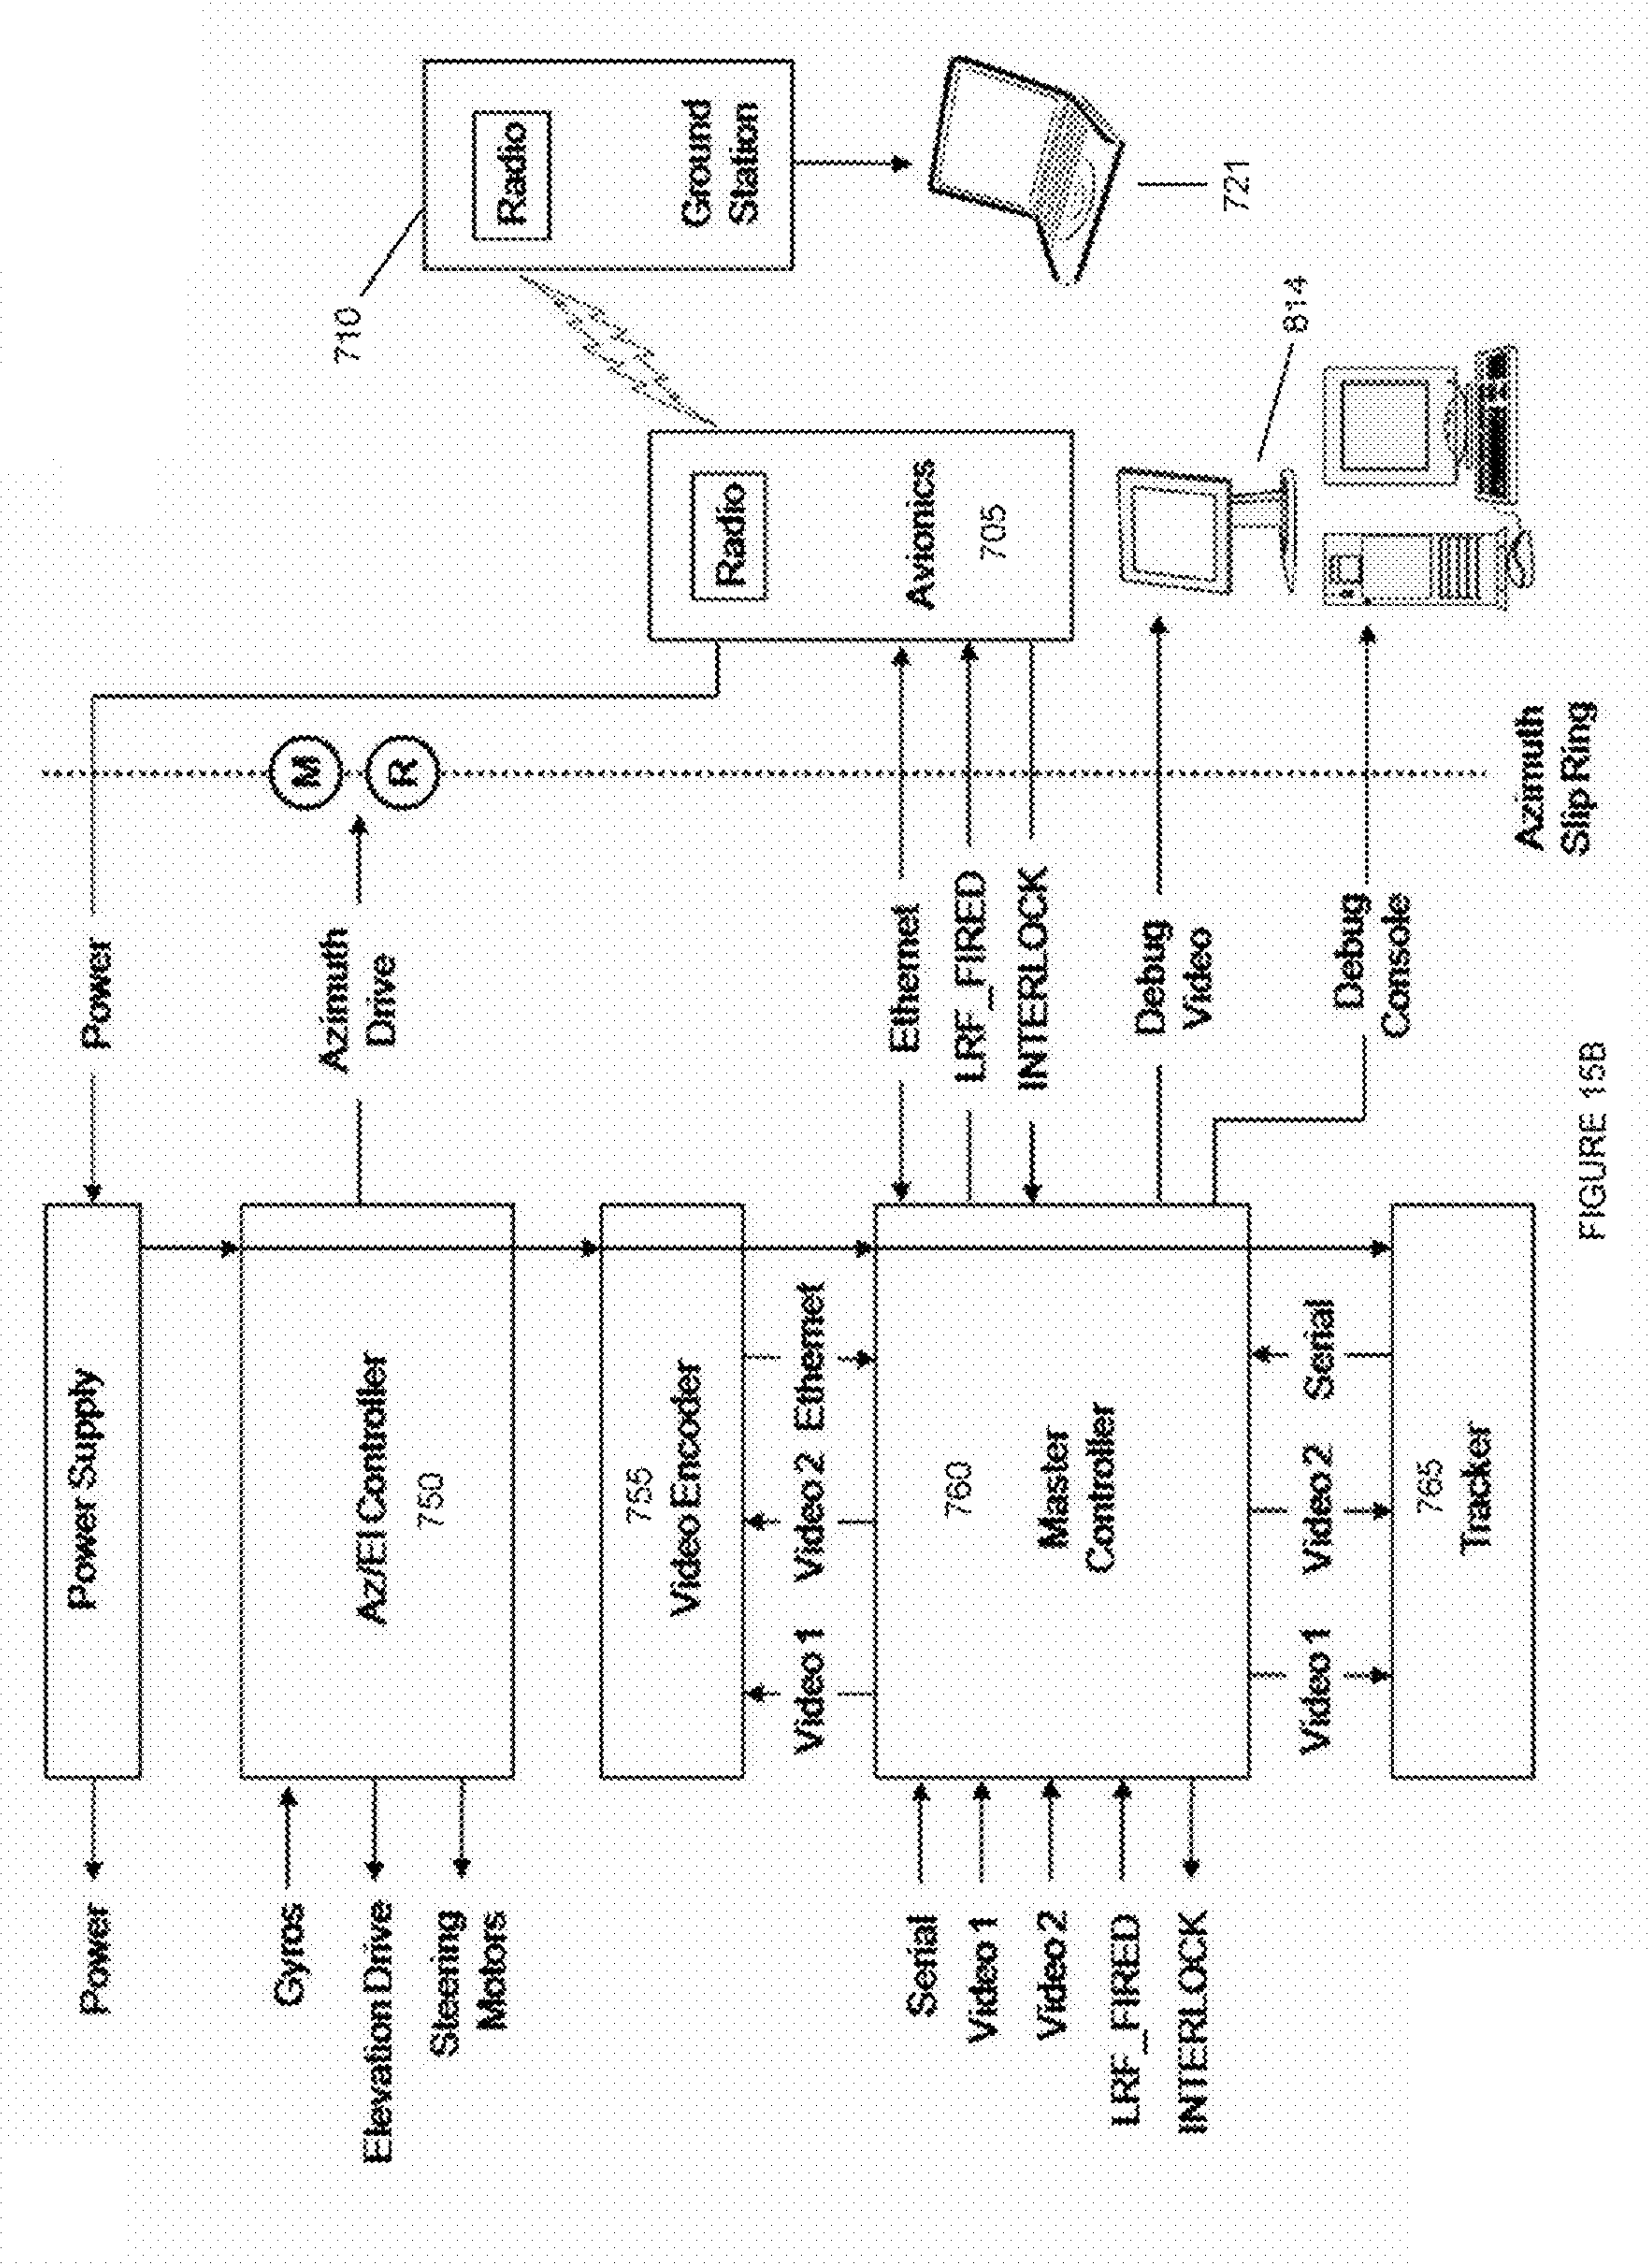 Power
Power Supply
Power
Gyros
Elevation Drive
Steering
Motors
Az/El Controller
750
Azimuth
Drive
M
R
755
Video Encoder
Video 1
Video 2
Ethernet
Serial
Video 1
Video 2
LRF_FIRED
INTERLOCK
760
Master
Controller
Ethernet
LRF_FIRED
INTERLOCK
Debug
Video
Debug
Console
Video 1
Video 2
Serial
765
Tracker
Azimuth
Slip Ring
Radio
Avionics
705
814
710
Radio
Ground
Station
721
FIGURE 15B